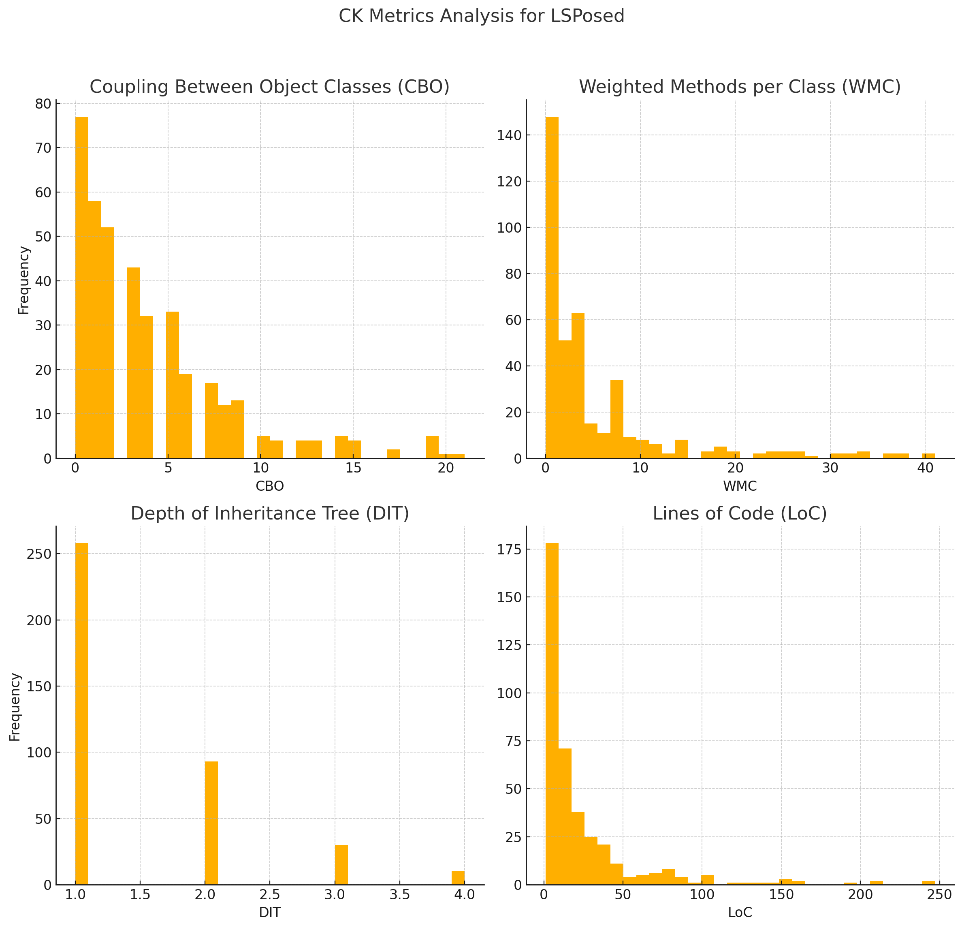 CK Metrics Analysis for LSPosed
Coupling Between Object Classes (CBO)
80
70
60
50
40
30
20
10
0
Frequency
0 5 10 15 20
CBO
Weighted Methods per Class (WMC)
140
120
100
80
60
40
20
0
0 10 20 30 40
WMC
Depth of Inheritance Tree (DIT)
250
200
150
100
50
0
Frequency
1.0 1.5 2.0 2.5 3.0 3.5 4.0
DIT
Lines of Code (LoC)
175
150
125
100
75
50
25
0
0 50 100 150 200 250
LoC